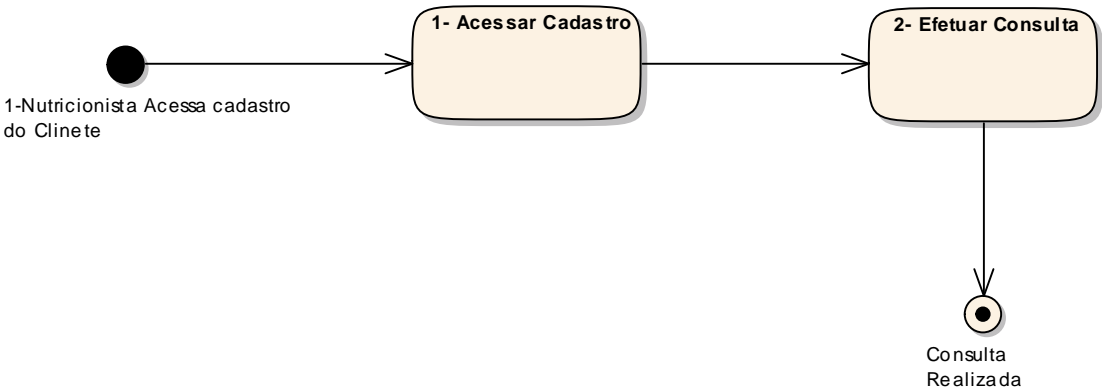 1- Acessar Cadastro
2- Efetuar Consulta
1-Nutricionista Acessa cadastro
do Clinete
Consulta
Realizada